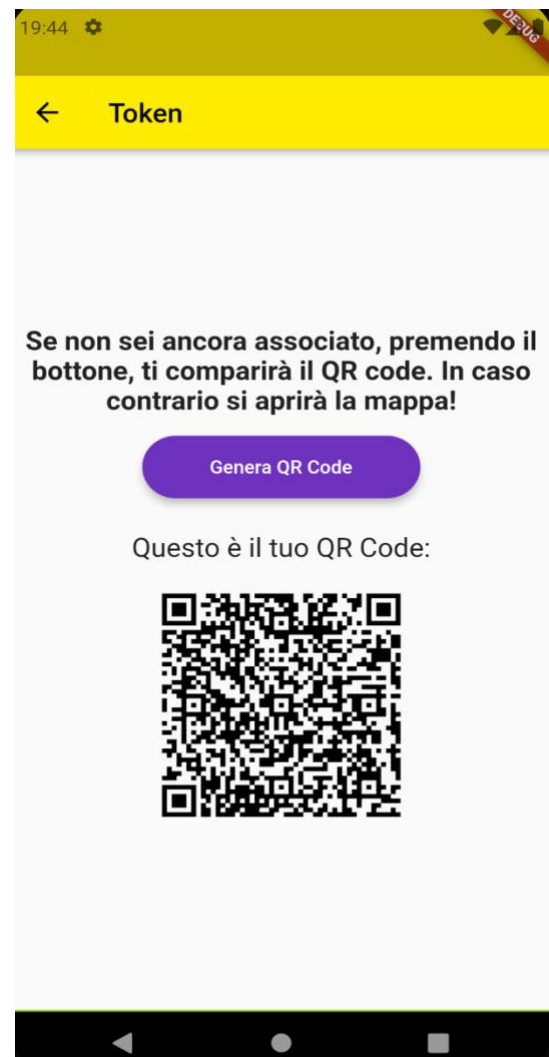 19:44
DEBUG
Token
Se non sei ancora associato, premendo il
bottone, ti comparirà il QR code. In caso
contrario si aprirà la mappa!
Genera QR Code
Questo è il tuo QR Code: